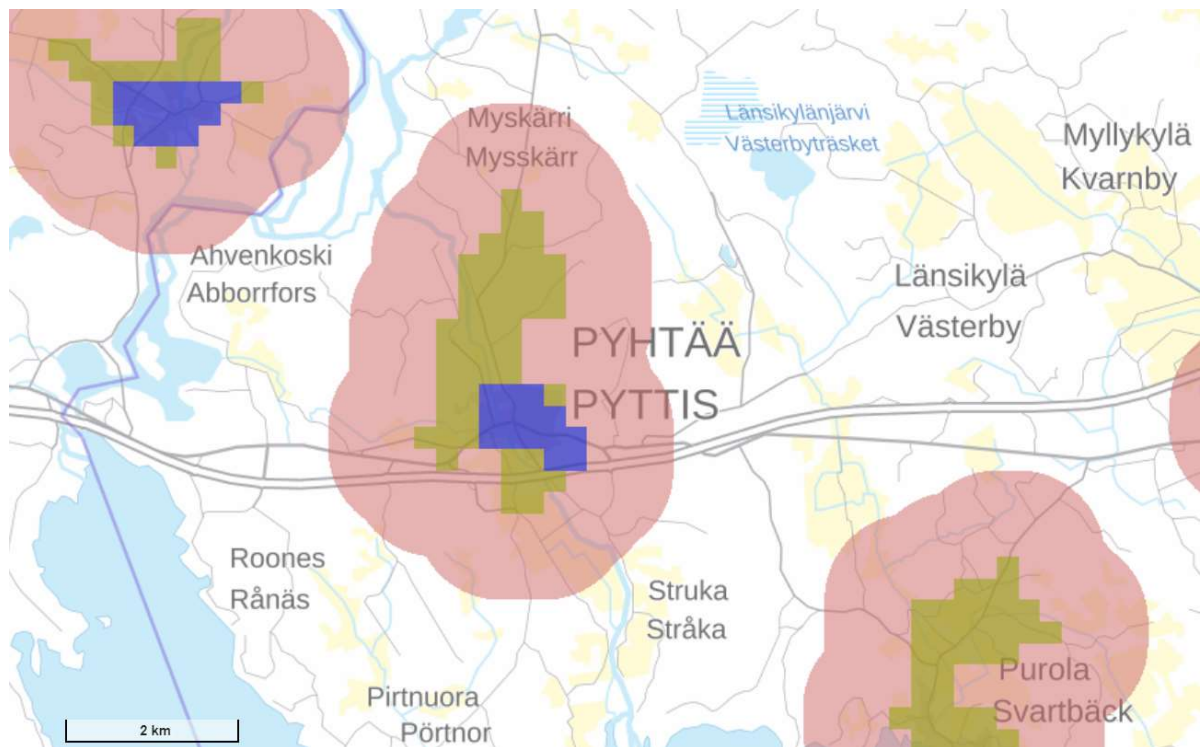 Myskärri
Mysskärr
Länsikylänjärvi
Västerbyträsket
Myllykylä
Kvarnby
Ahvenkoski
Abborrfors
Länsikylä
Västerby
PYHTÄÄ
PYTTIS
Roones
Rånäs
Struka
Stråka
Purola
Svartbäck
Pirtnuora
Pörtnor
2 km